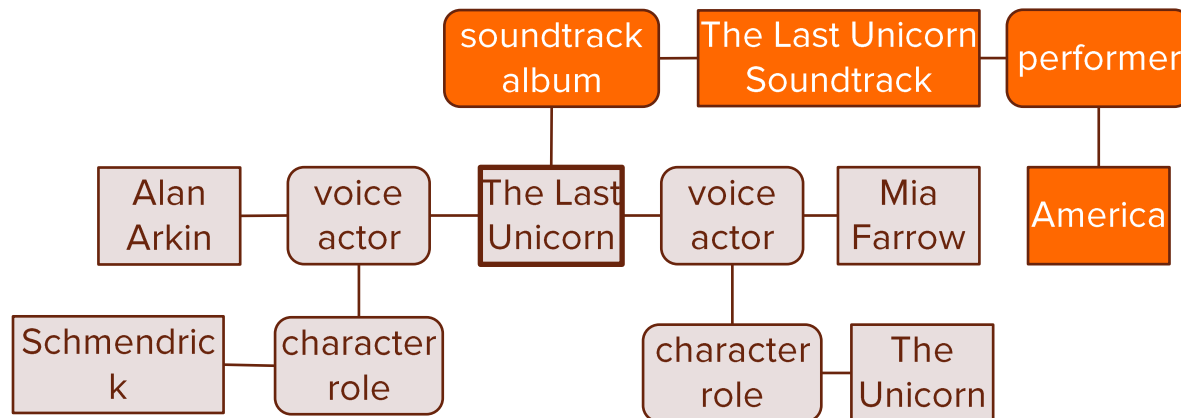 soundtrack
album
The Last Unicorn
Soundtrack
performer
Alan
Arkin
voice
actor
The Last
Unicorn
voice
actor
Mia
Farrow
America
Schmendric
k
character
role
character
role
The
Unicorn